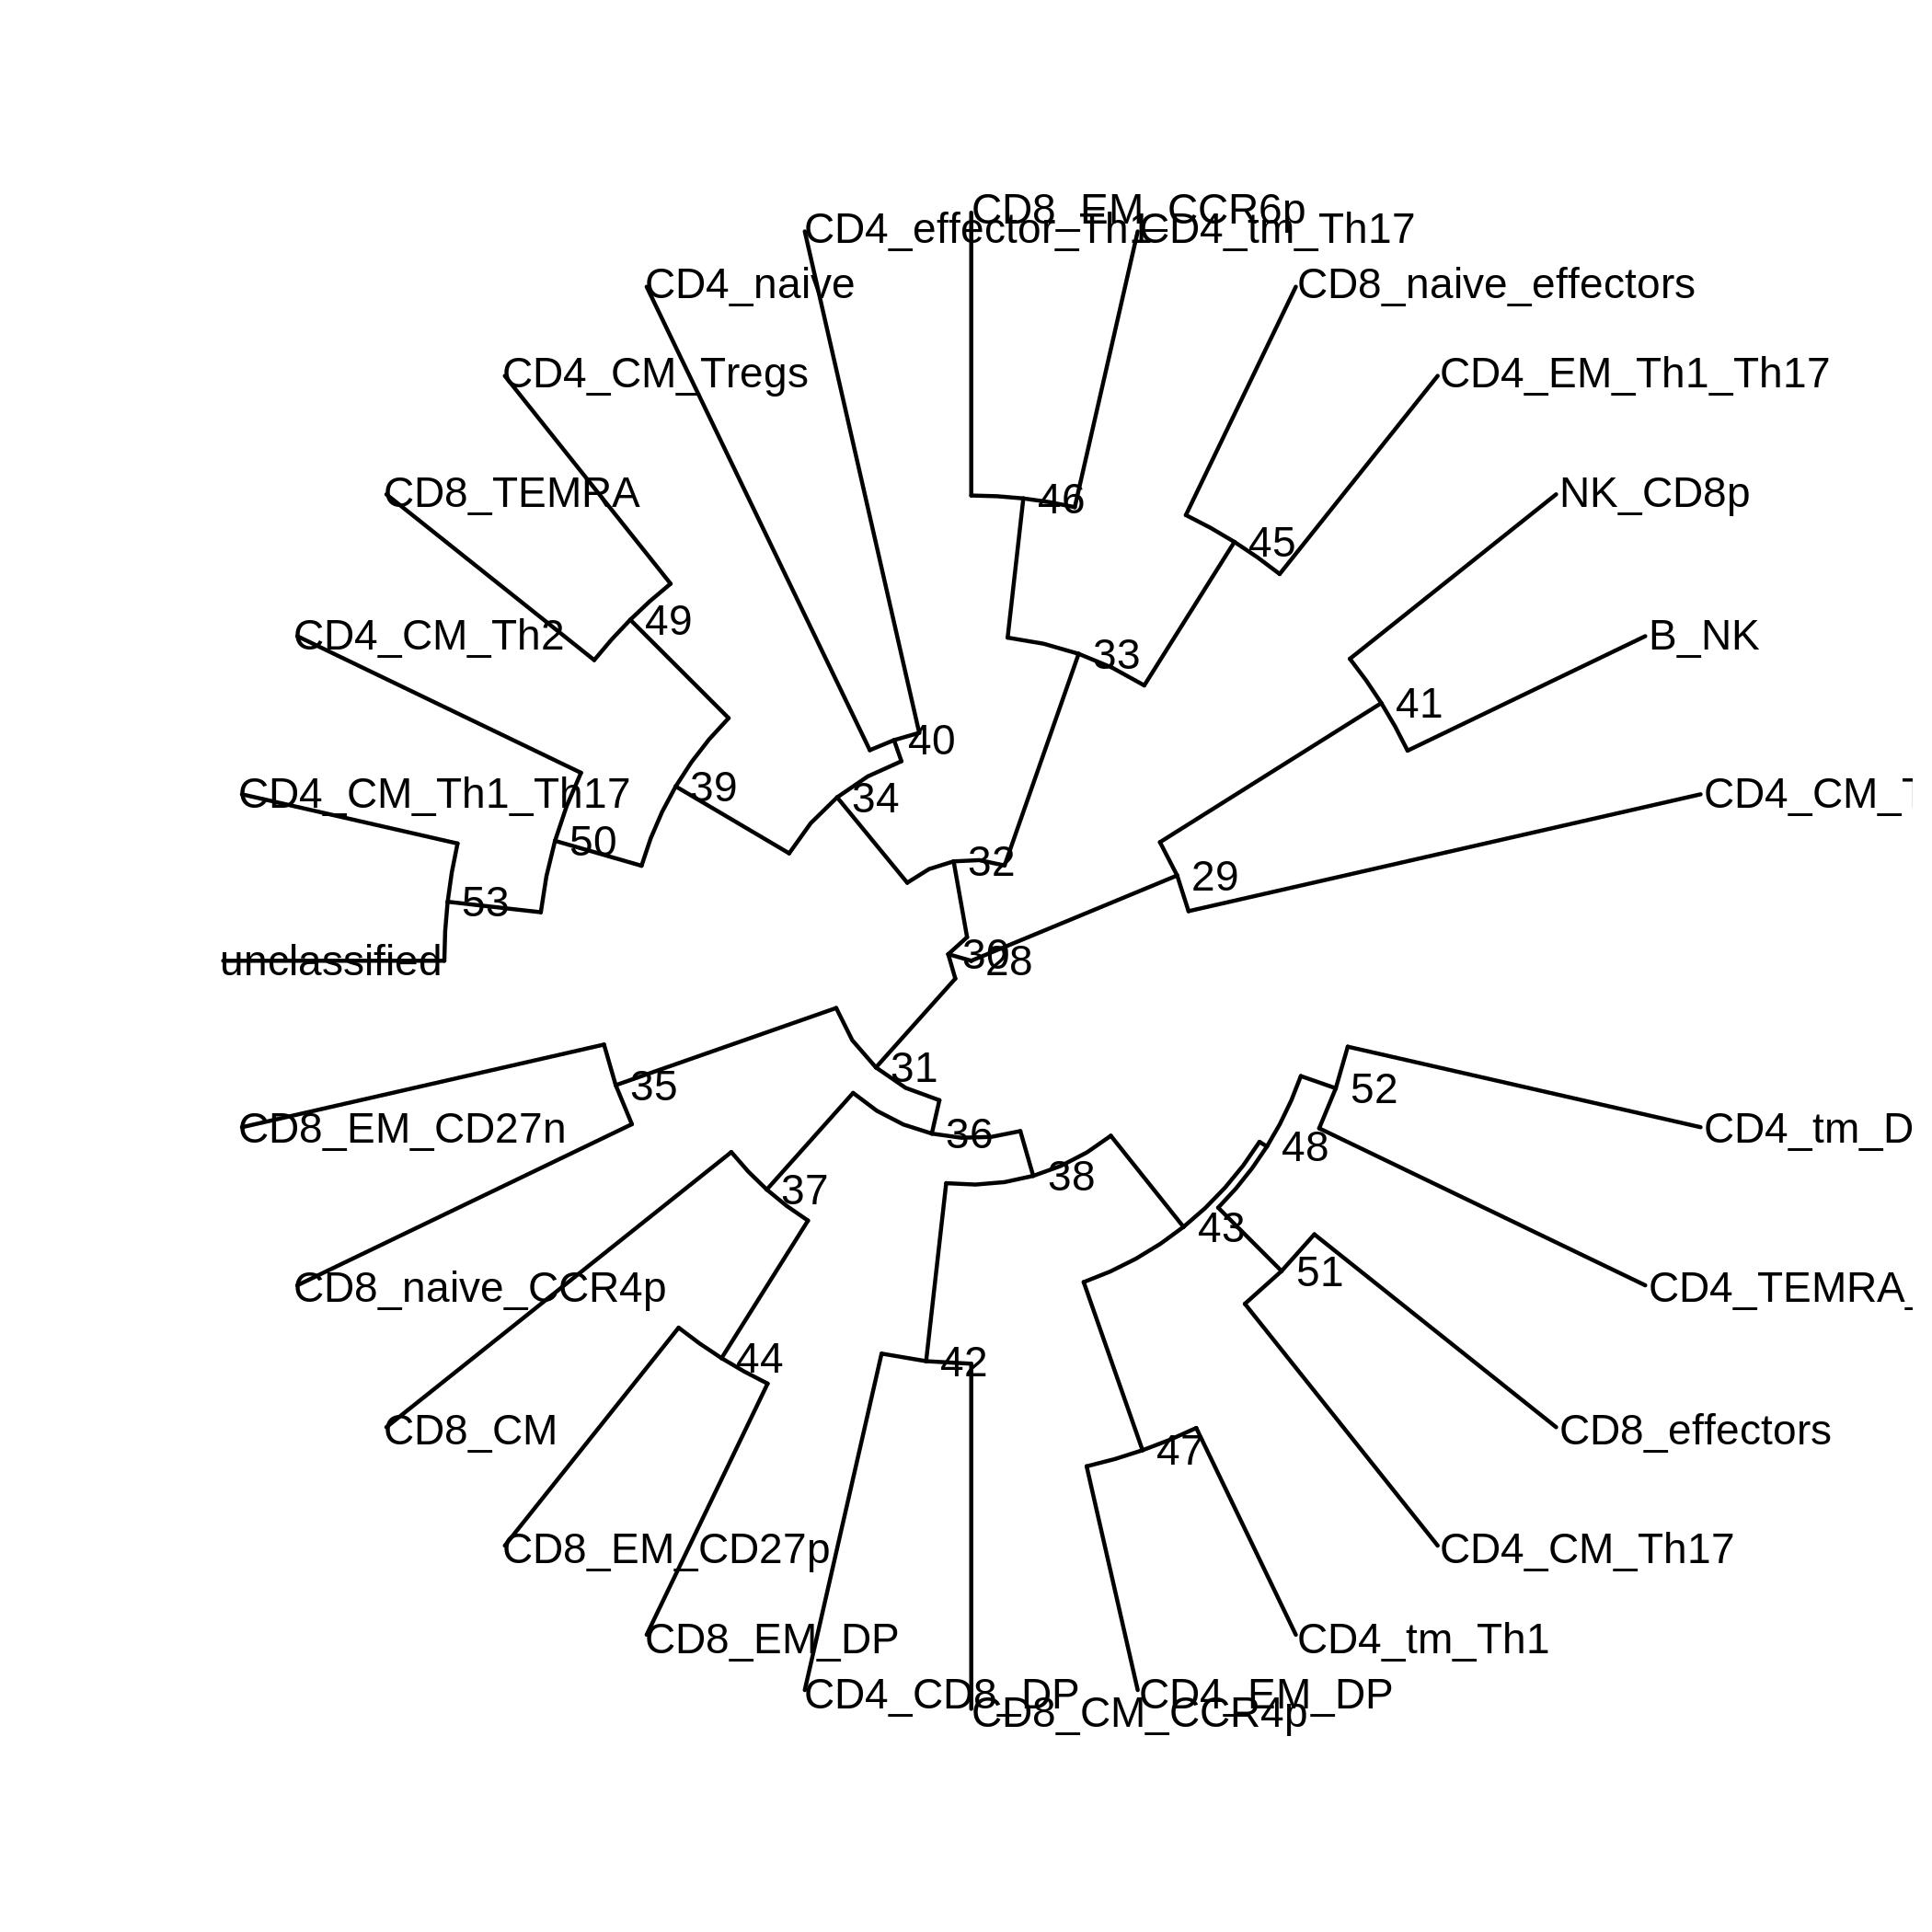 CD8_EM_CCR6p
CD4_effector_Th1
CD4_tm_Th17
CD4_naive
CD8_naive_effectors
CD4_CM_Tregs
CD4_EM_Th1_Th17
CD8_TEMRA
46
NK_CD8p
45
49
CD4_CM_Th2
33
B_NK
41
40
39
34
CD4_CM_Th1_Th17
CD4_CM_T
50
32
29
53
30
28
unclassified
31
35
52
CD8_EM_CD27n
CD4_tm_D
36
48
38
37
43
51
CD8_naive_CCR4p
CD4_TEMRA_
44
42
CD8_CM
CD8_effectors
47
CD8_EM_CD27p
CD4_CM_Th17
CD8_EM_DP
CD4_tm_Th1
CD4_CD8_DP
CD4_EM_DP
CD8_CM_CCR4p